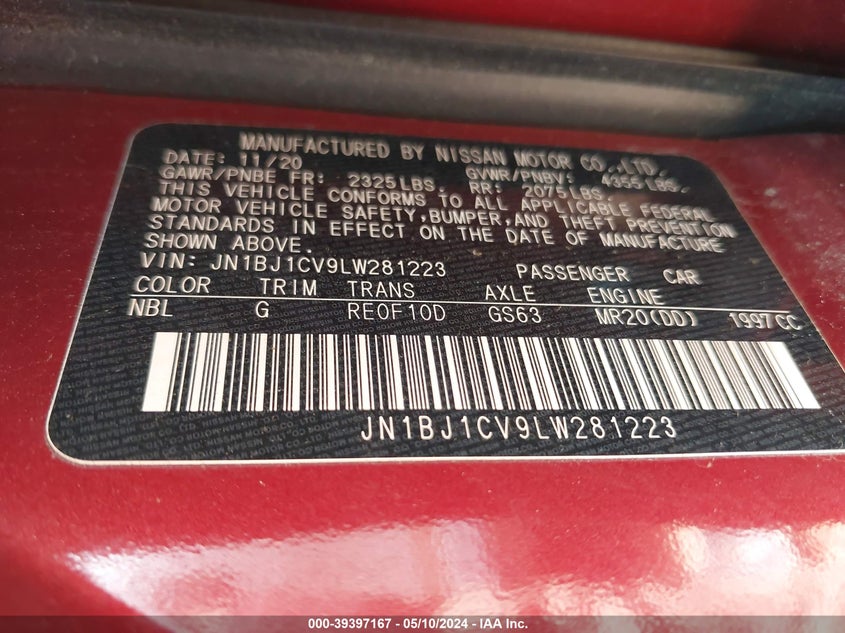 MANUFACTURED BY NISSAN MOTOR CO.,LTD.
DATE: 11/20 GVWR/PNBV: 4355LBS.
GAWR/PNBE FR: 2325LBS. RR: 2075LBS.
THIS VEHICLE CONFORMS TO ALL APPLICABLE FEDERAL
MOTOR VEHICLE SAFETY,BUMPER,AND THEFT PREVENTION
STANDARDS IN EFFECT ON THE DATE OF MANUFACTURE
SHOWN ABOVE.
VIN: JN1BJ1CV9LW281223 PASSENGER CAR
COLOR TRIM TRANS AXLE ENGINE
NBL G RE0F10D GS63 MR20(DD) 1997CC
JN1BJ1CV9LW281223
000-39397167 - 05/10/2024 - IAA Inc.